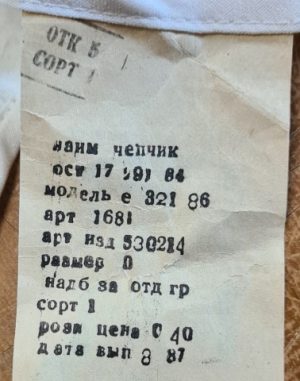 ОТК 5
СОРТ 1
наим чепчик
ост 17 991 84
модель е 321 86
арт 1681
арт изд 530214
размер 0
надб за отд гр
сорт 1
розн цена 0 40
дата вып 8 87